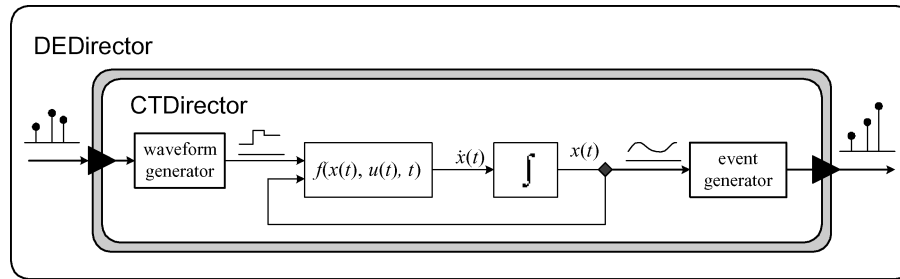 DEDirector
CTDirector
waveform
generator
f(x(t), u(t), t)
ẋ(t)
∫
x(t)
event
generator